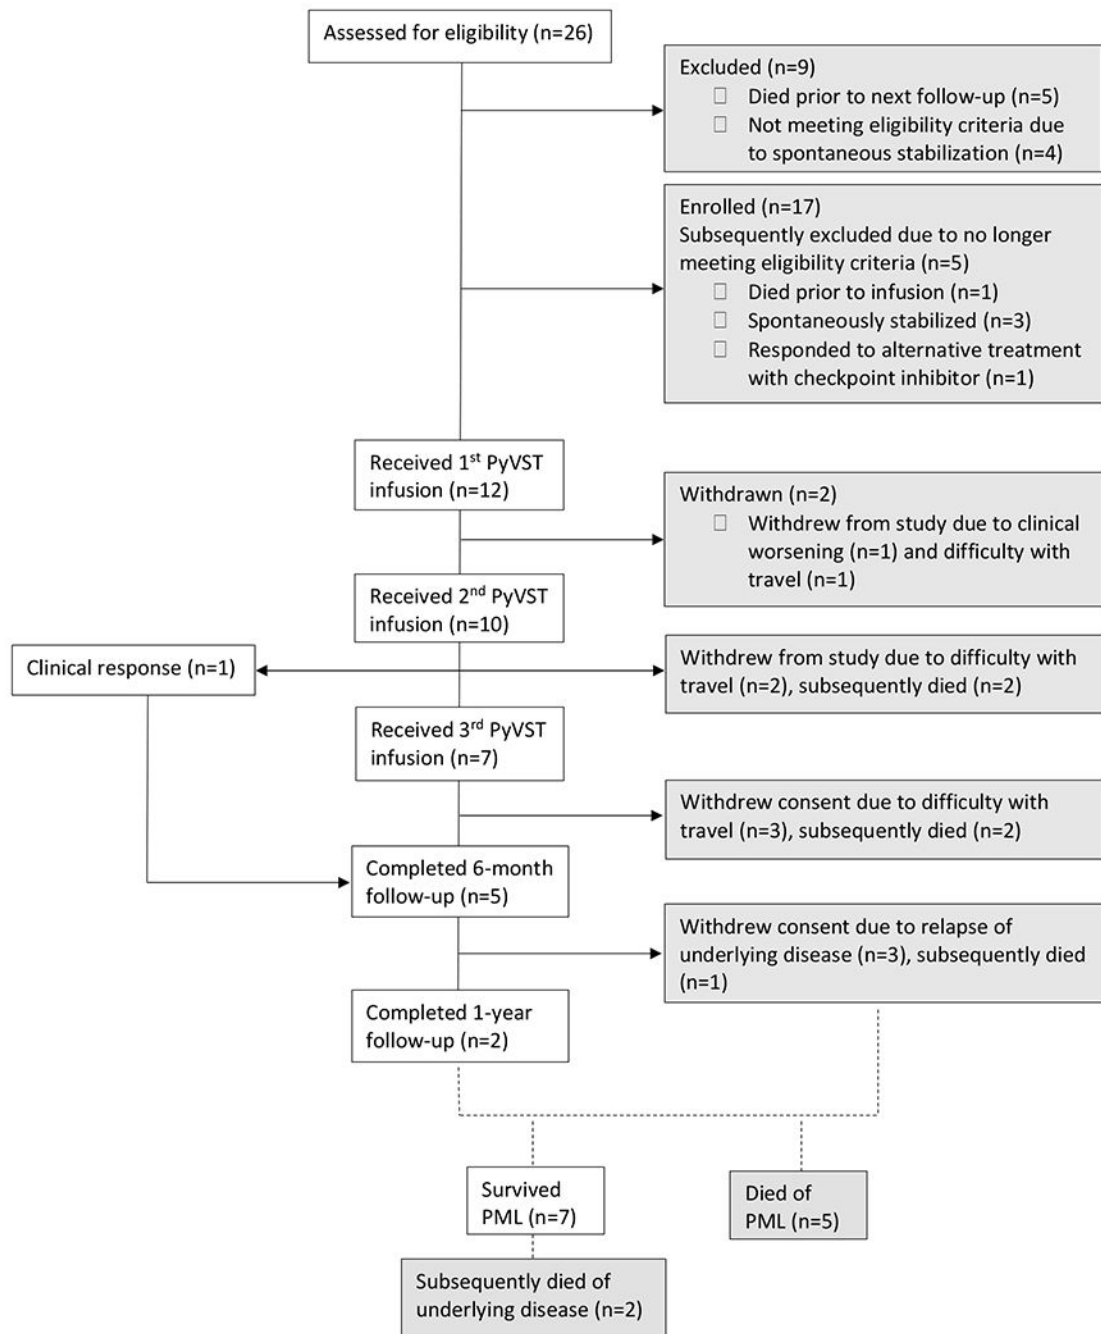 Assessed for eligibility (n=26)
Excluded (n=9)
Died prior to next follow-up (n=5)
Not meeting eligibility criteria due
to spontaneous stabilization (n=4)
Enrolled (n=17)
Subsequently excluded due to no longer
meeting eligibility criteria (n=5)
Died prior to infusion (n=1)
Spontaneously stabilized (n=3)
Responded to alternative treatment
with checkpoint inhibitor (n=1)
Received 1st PyVST
infusion (n=12)
Withdrawn (n=2)
Withdrew from study due to clinical
worsening (n=1) and difficulty with
travel (n=1)
Received 2nd PyVST
infusion (n=10)
Clinical response (n=1)
Withdrew from study due to difficulty with
travel (n=2), subsequently died (n=2)
Received 3rd PyVST
infusion (n=7)
Withdrew consent due to difficulty with
travel (n=3), subsequently died (n=2)
Completed 6-month
follow-up (n=5)
Withdrew consent due to relapse of
underlying disease (n=3), subsequently died
(n=1)
Completed 1-year
follow-up (n=2)
Survived
PML (n=7)
Died of
PML (n=5)
Subsequently died of
underlying disease (n=2)